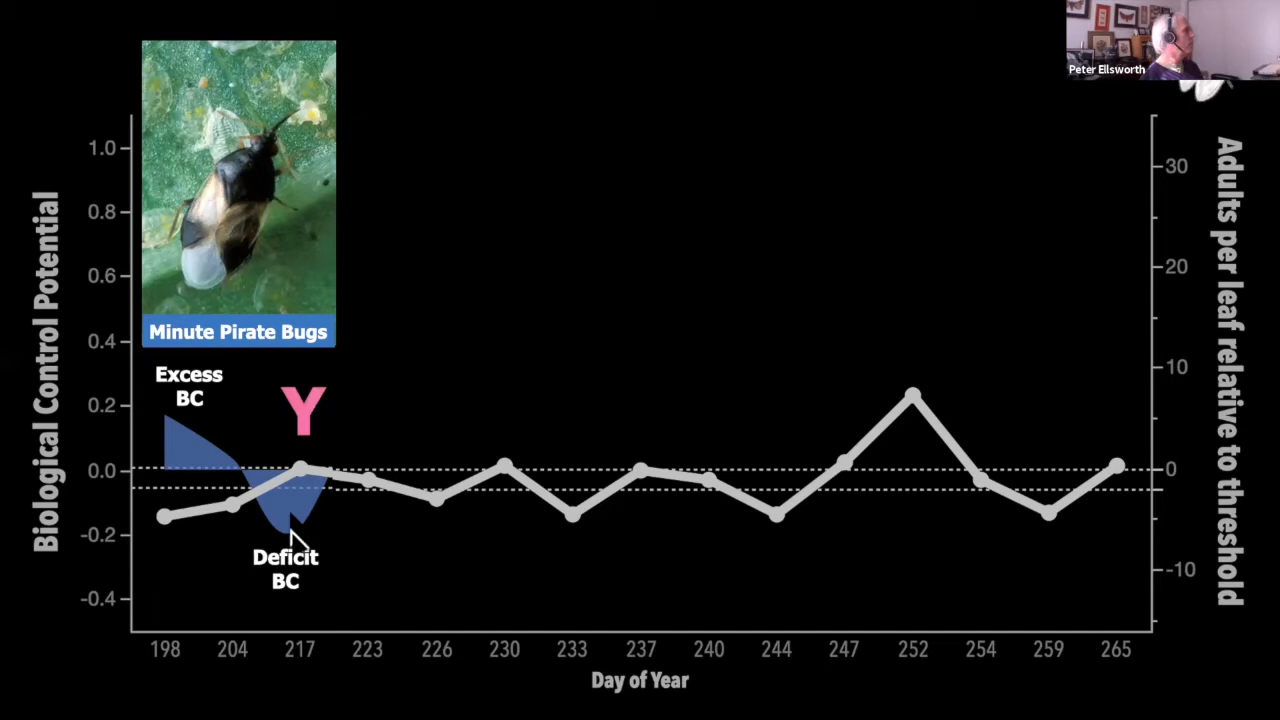 Peter Ellsworth
Minute Pirate Bugs
Excess
BC
Y
Deficit
BC
Biological Control Potential
1.0
0.8
0.6
0.4
0.2
0.0
-0.2
-0.4
30
20
10
0
-10
Adults per leaf relative to threshold
198 204 217 223 226 230 233 237 240 244 247 252 254 259 265
Day of Year